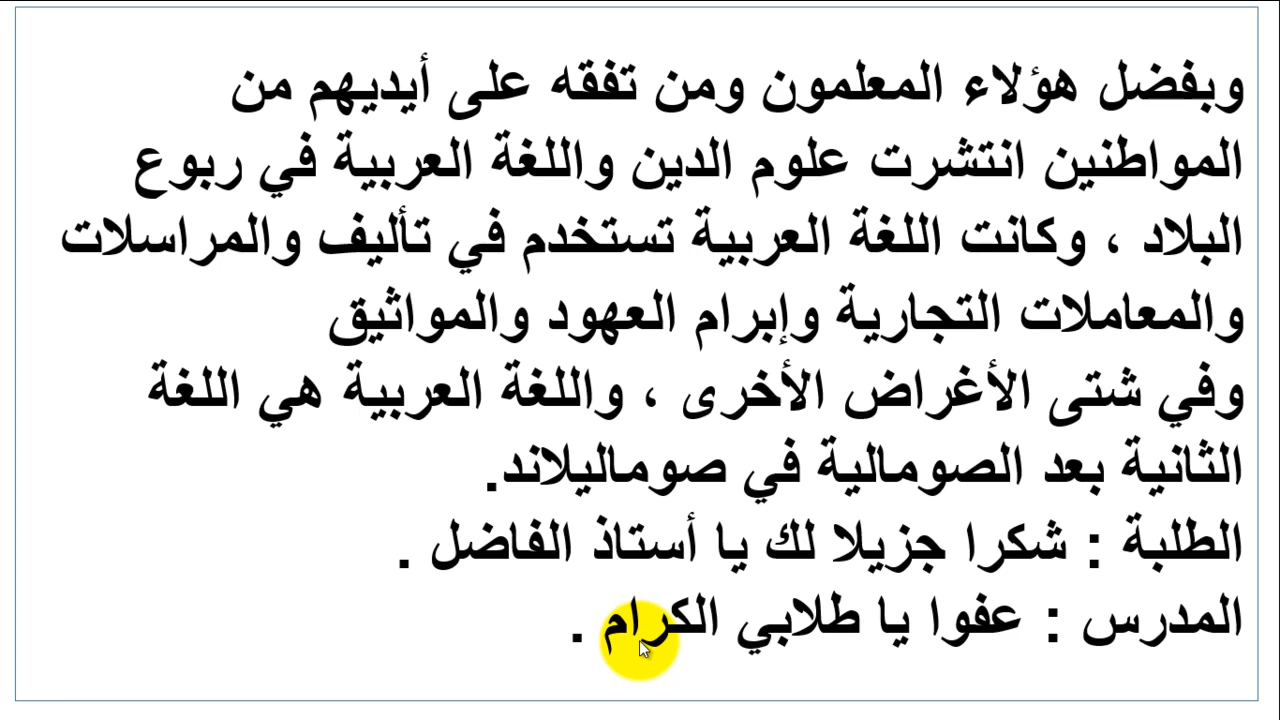 وبفضل هؤلاء المعلمون ومن تفقه على أيديهم من
المواطنين انتشرت علوم الدين واللغة العربية في ربوع
البلاد ، وكانت اللغة العربية تستخدم في تأليف والمراسلات
والمعاملات التجارية وإبرام العهود والمواثيق
وفي شتى الأغراض الأخرى ، واللغة العربية هي اللغة
الثانية بعد الصومالية في صوماليلاند.
الطلبة : شكرا جزيلا لك يا أستاذ الفاضل .
المدرس : عفوا يا طلابي الكرام .